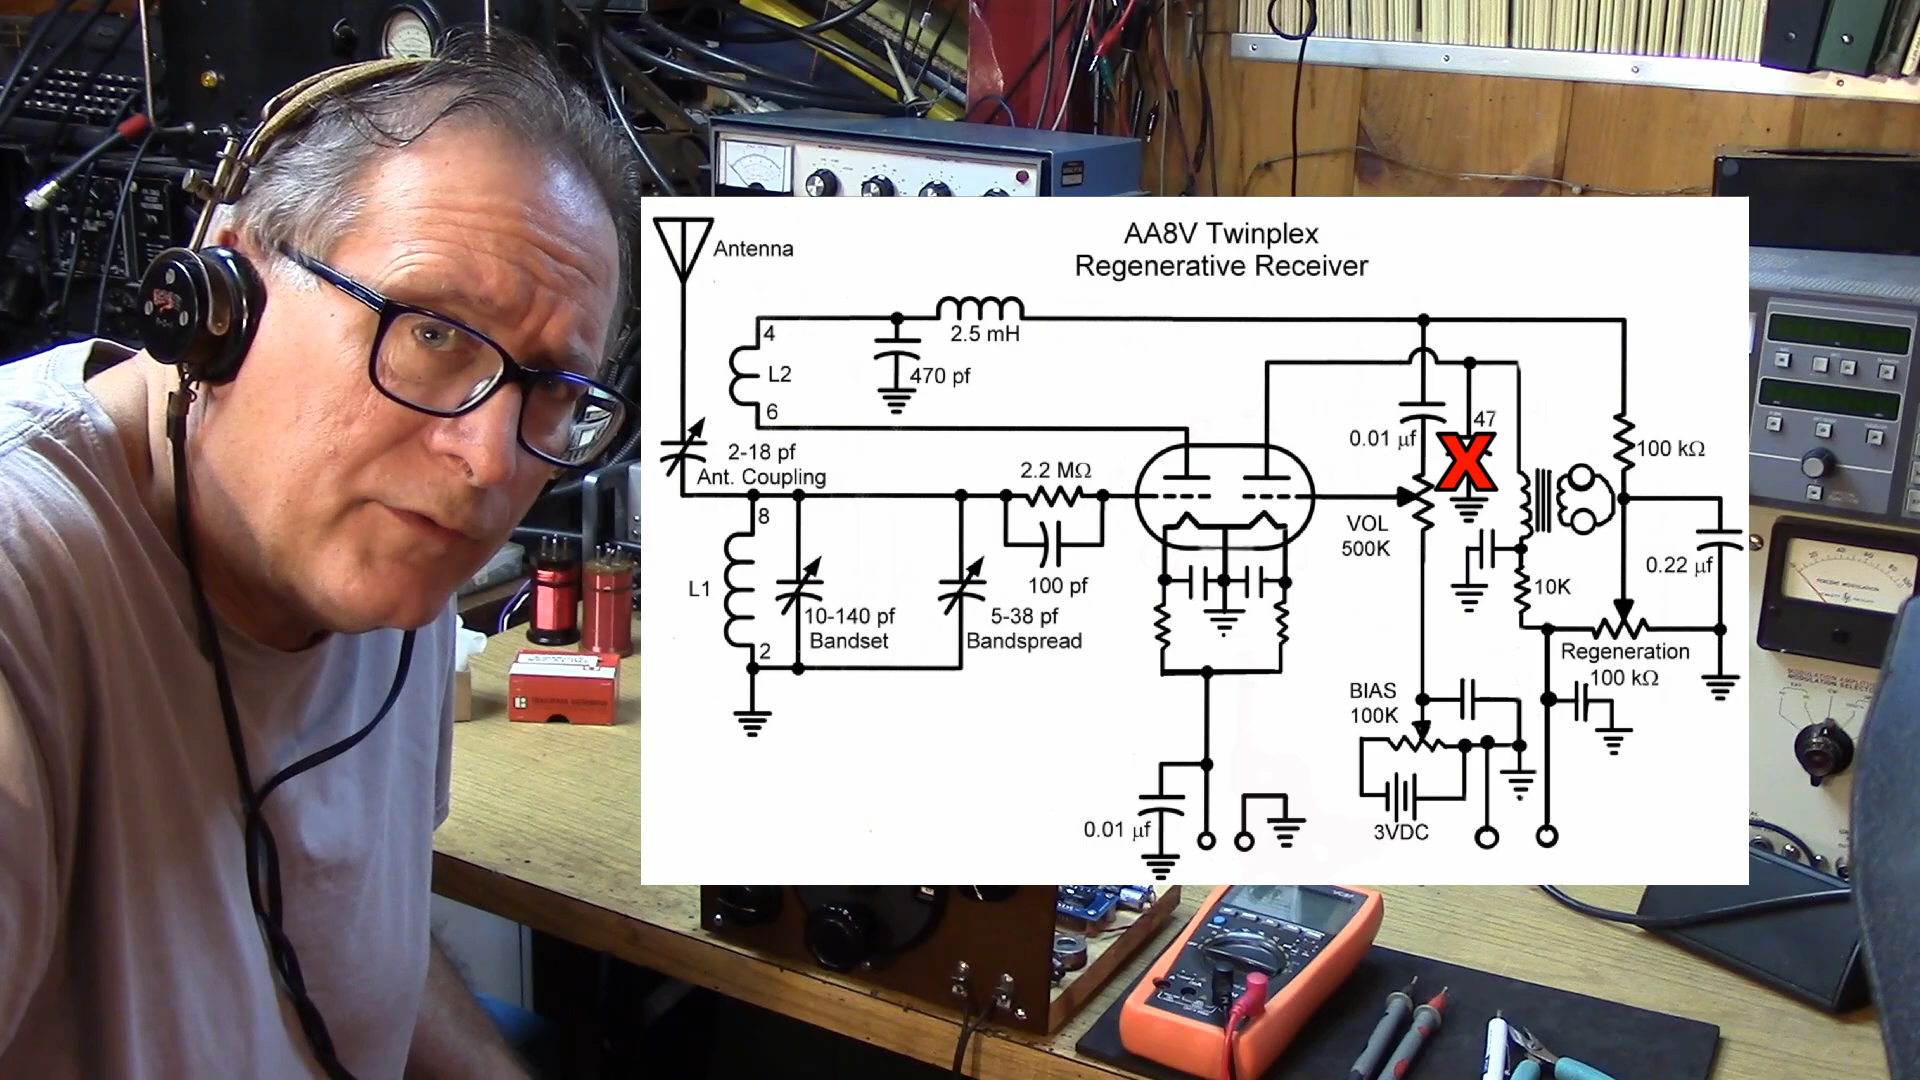 AA8V Twinplex
Regenerative Receiver
Antenna
4
2.5 mH
L2
470 pf
6
47
0.01 µf
2-18 pf
Ant. Coupling
2.2 MΩ
100 kΩ
8
VOL
500K
L1
100 pf
10K
0.22 µf
10-140 pf
Bandset
5-38 pf
Bandspread
2
Regeneration
100 kΩ
BIAS
100K
0.01 µf
3VDC